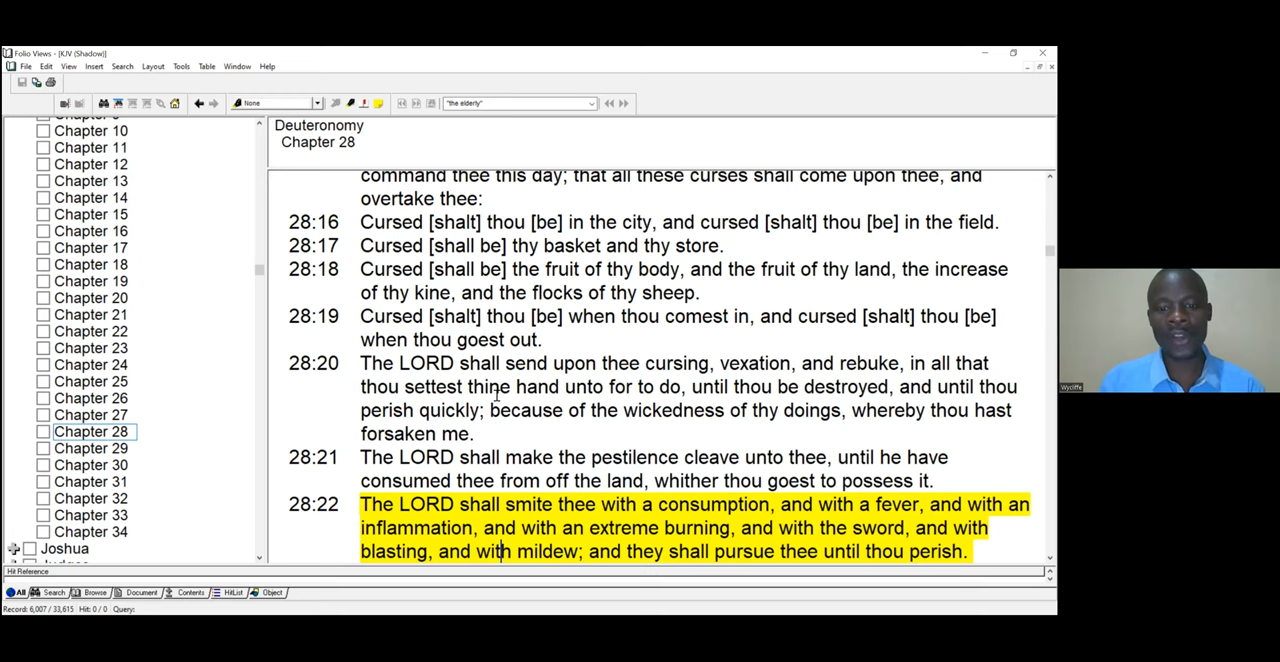 Folio Views - [KJV (Shadow)]
File Edit View Insert Search Layout Tools Table Window Help
None "the elderly"
Chapter 10
Chapter 11
Chapter 12
Chapter 13
Chapter 14
Chapter 15
Chapter 16
Chapter 17
Chapter 18
Chapter 19
Chapter 20
Chapter 21
Chapter 22
Chapter 23
Chapter 24
Chapter 25
Chapter 26
Chapter 27
Chapter 28
Chapter 29
Chapter 30
Chapter 31
Chapter 32
Chapter 33
Chapter 34
Joshua
Deuteronomy
Chapter 28
command thee this day; that all these curses shall come upon thee, and
overtake thee:
28:16 Cursed [shalt] thou [be] in the city, and cursed [shalt] thou [be] in the field.
28:17 Cursed [shall be] thy basket and thy store.
28:18 Cursed [shall be] the fruit of thy body, and the fruit of thy land, the increase
of thy kine, and the flocks of thy sheep.
28:19 Cursed [shalt] thou [be] when thou comest in, and cursed [shalt] thou [be]
when thou goest out.
28:20 The LORD shall send upon thee cursing, vexation, and rebuke, in all that
thou settest thine hand unto for to do, until thou be destroyed, and until thou
perish quickly; because of the wickedness of thy doings, whereby thou hast
forsaken me.
28:21 The LORD shall make the pestilence cleave unto thee, until he have
consumed thee from off the land, whither thou goest to possess it.
28:22 The LORD shall smite thee with a consumption, and with a fever, and with an
inflammation, and with an extreme burning, and with the sword, and with
blasting, and with mildew; and they shall pursue thee until thou perish.
Hit Reference
All Search Browse Document Contents HitList Object
Record: 6,007 / 33,615 Hit: 0 / 0 Query:
Wycliffe